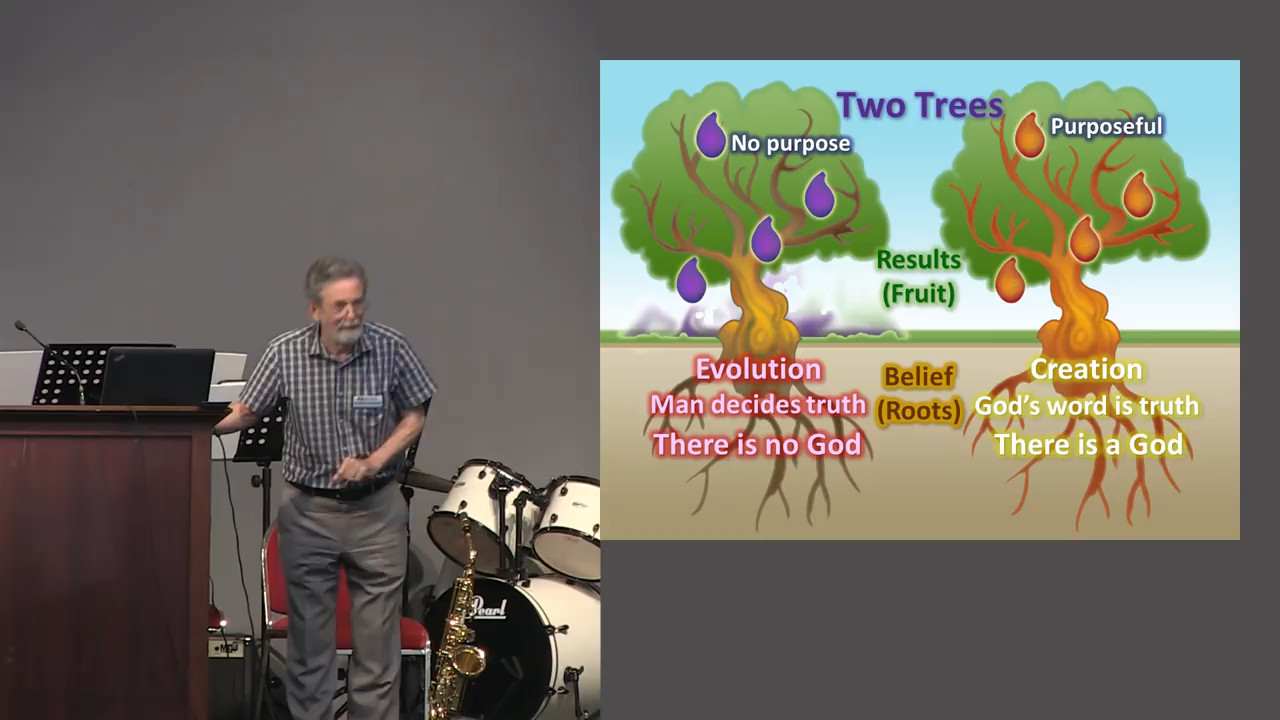 Two Trees
No purpose
Purposeful
Results
(Fruit)
Evolution
Man decides truth
There is no God
Belief
(Roots)
Creation
God's word is truth
There is a God
Pearl